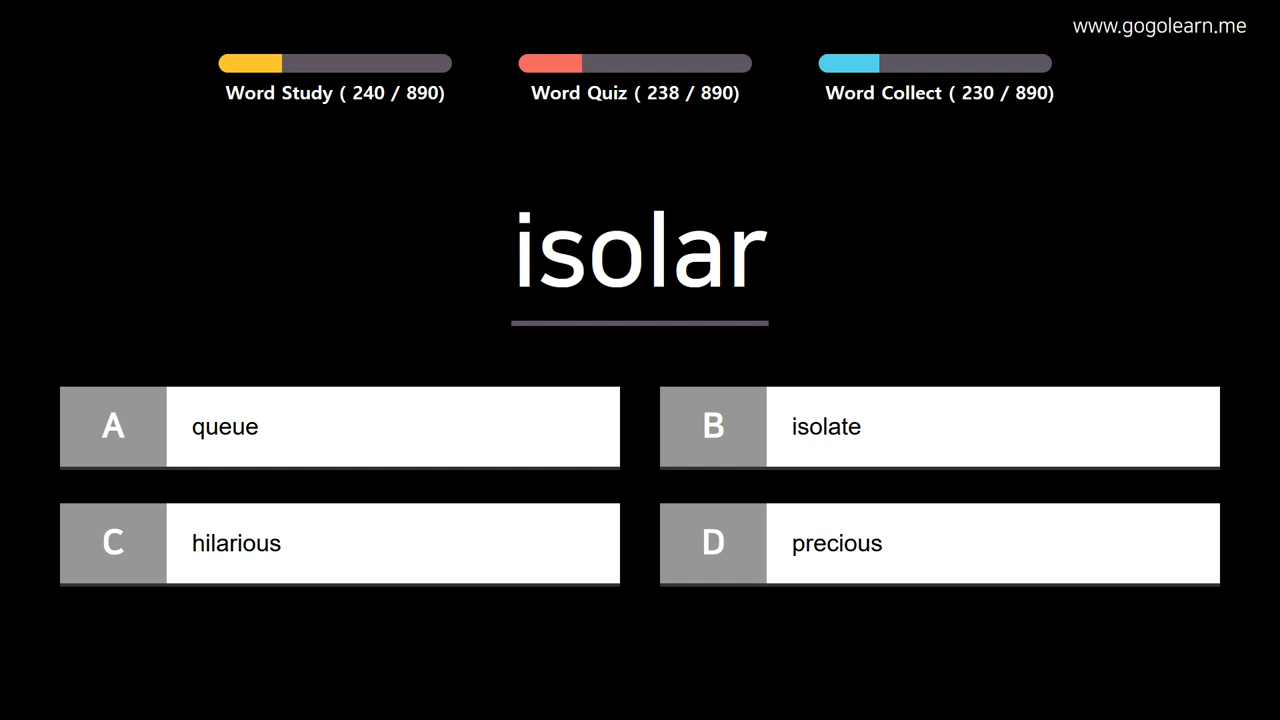 www.gogolearn.me
Word Study ( 240 / 890)
Word Quiz ( 238 / 890)
Word Collect ( 230 / 890)
isolar
A queue
B isolate
C hilarious
D precious